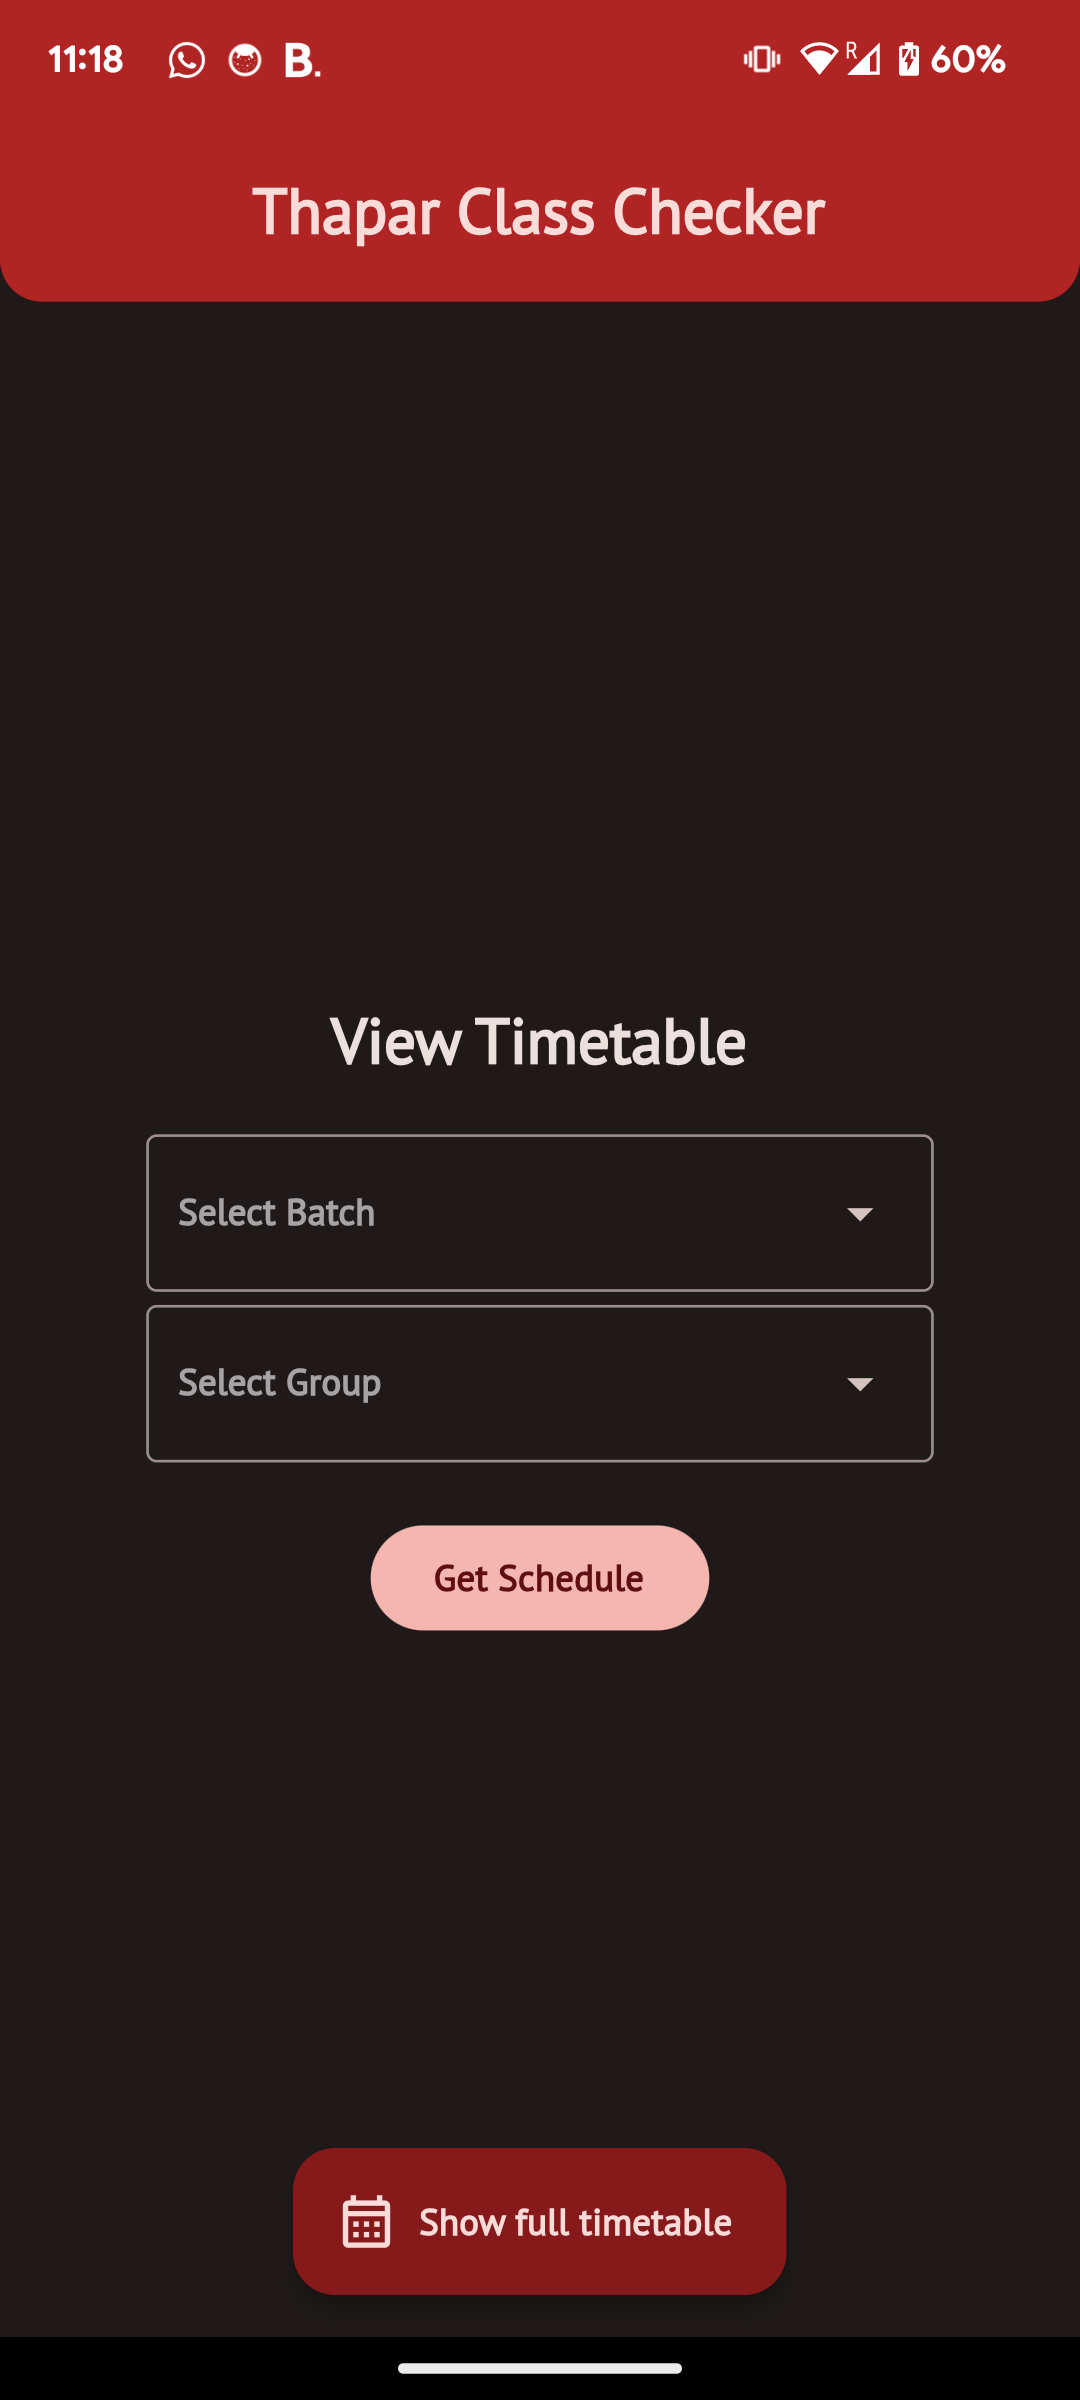 11:18 B. R 60%
Thapar Class Checker
View Timetable
Select Batch
Select Group
Get Schedule
Show full timetable